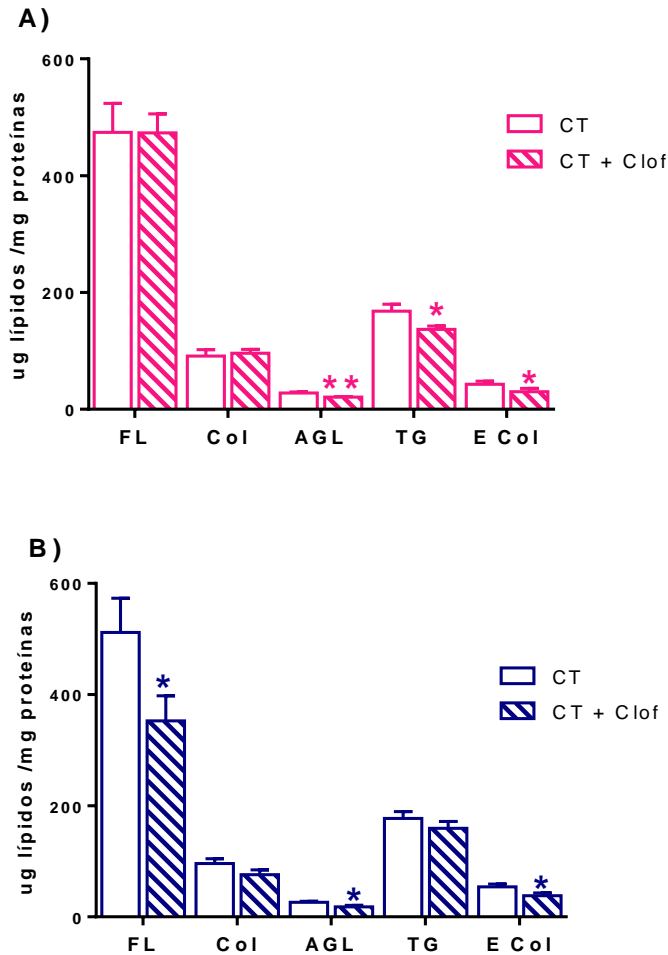 A)
ug lípidos /mg proteínas
600
400
200
0
CT
CT + Clof
*
* *
*
*
FL Col AGL TG E Col
B)
ug lípidos /mg proteínas
600
400
200
0
CT
CT + Clof
*
*
*
FL Col AGL TG E Col